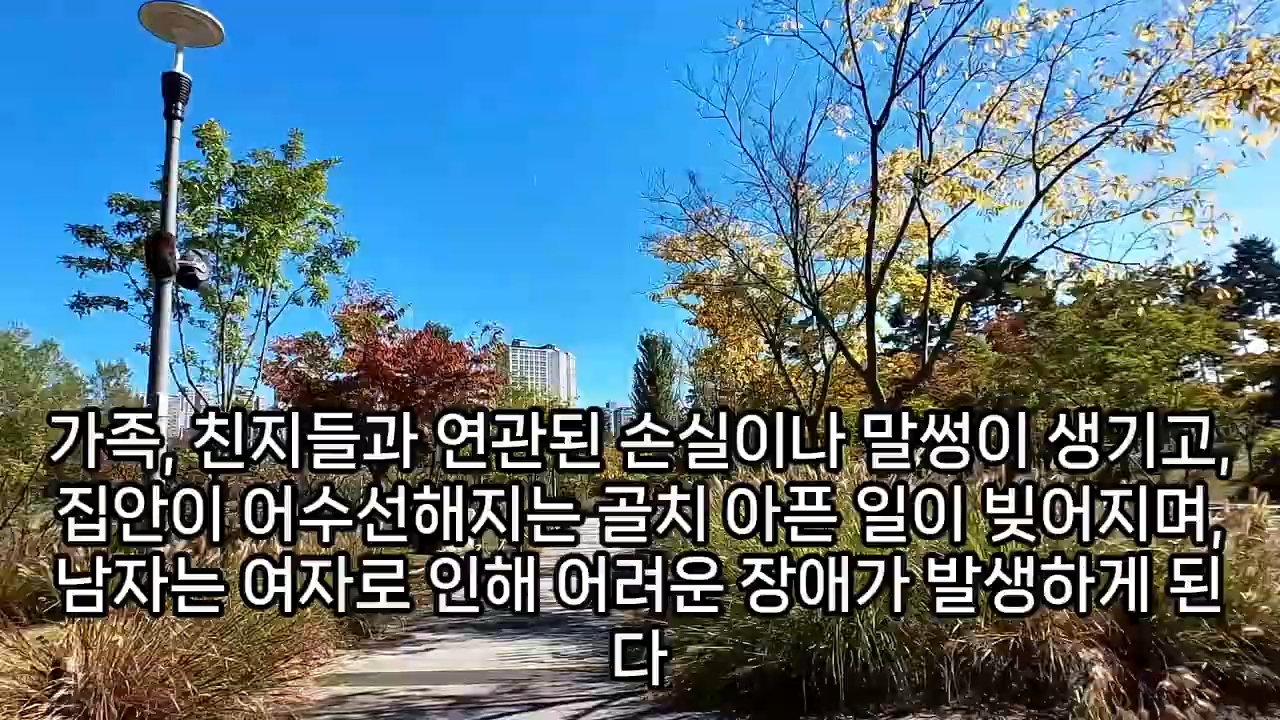 가족, 친지들과 연관된 손실이나 말썽이 생기고,
집안이 어수선해지는 골치 아픈 일이 빚어지며,
남자는 여자로 인해 어려운 장애가 발생하게 된
다